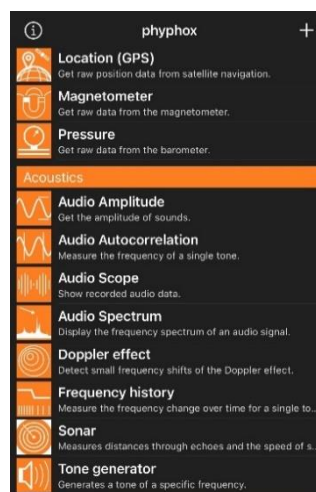 phyphox
Location (GPS)
Get raw position data from satellite navigation.
Magnetometer
Get raw data from the magnetometer.
Pressure
Get raw data from the barometer.
Acoustics
Audio Amplitude
Get the amplitude of sounds.
Audio Autocorrelation
Measure the frequency of a single tone.
Audio Scope
Show recorded audio data.
Audio Spectrum
Display the frequency spectrum of an audio signal.
Doppler effect
Detect small frequency shifts of the Doppler effect.
Frequency history
Measure the frequency change over time for a single to...
Sonar
Measures distances through echoes and the speed of s...
Tone generator
Generates a tone of a specific frequency.